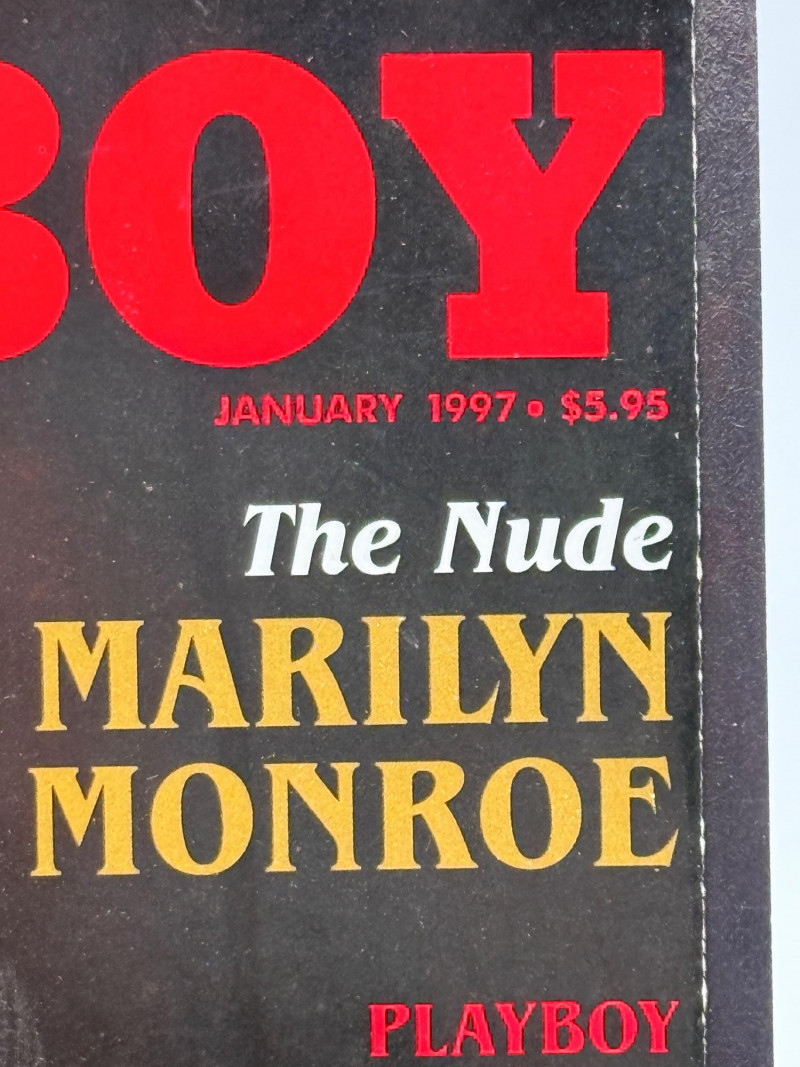 BOY
JANUARY 1997 • $5.95
The Nude
MARILYN
MONROE
PLAYBOY